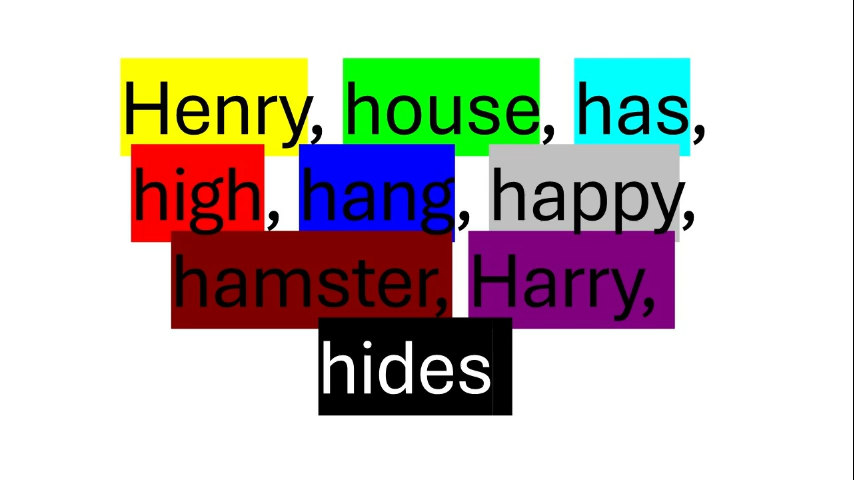 Henry, house, has,
high, hang, happy,
hamster, Harry,
hides